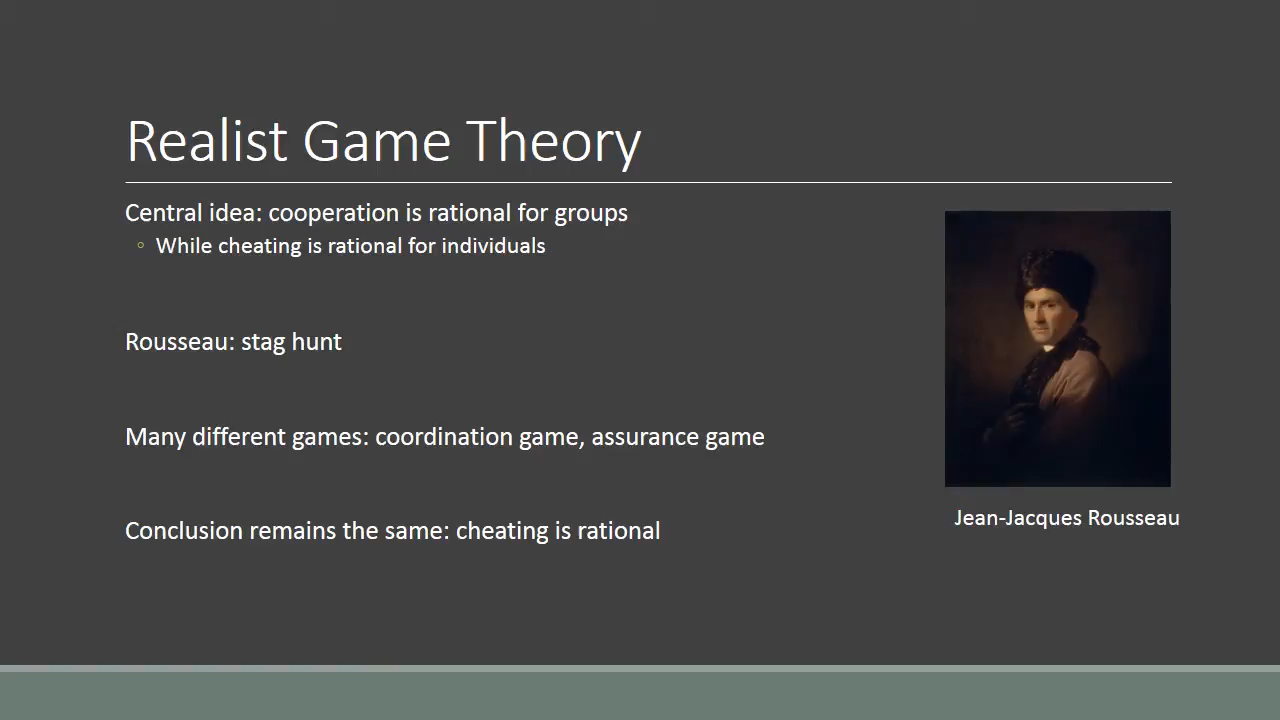 Realist Game Theory
Central idea: cooperation is rational for groups
◦ While cheating is rational for individuals
Rousseau: stag hunt
Many different games: coordination game, assurance game
Conclusion remains the same: cheating is rational
Jean-Jacques Rousseau